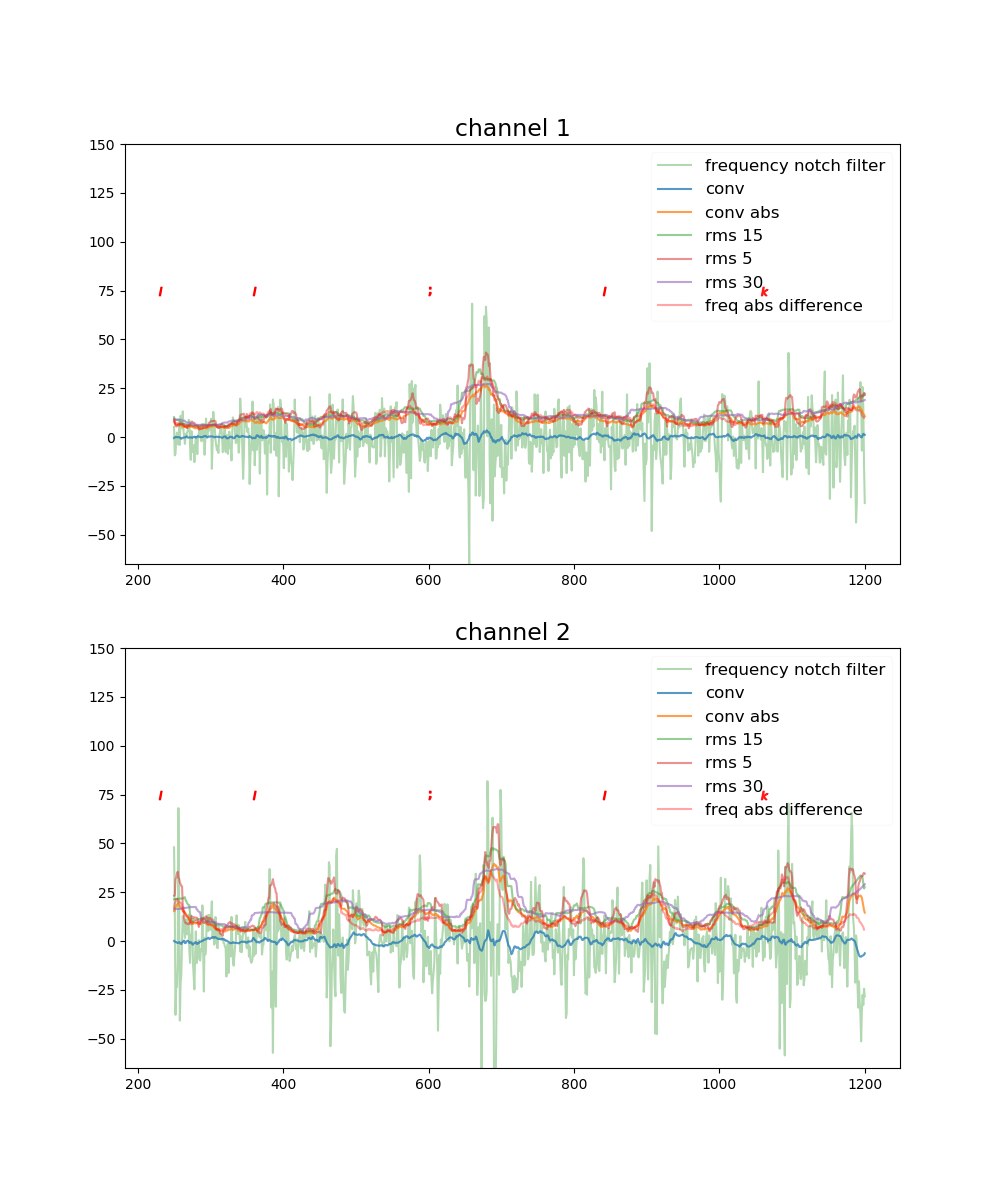 channel 1
150
125
100
75
50
25
0
−25
−50
frequency notch filter
conv
conv abs
rms 15
rms 5
rms 30
freq abs difference
l l ; l k
200 400 600 800 1000 1200
channel 2
150
125
100
75
50
25
0
−25
−50
frequency notch filter
conv
conv abs
rms 15
rms 5
rms 30
freq abs difference
l l ; l k
200 400 600 800 1000 1200